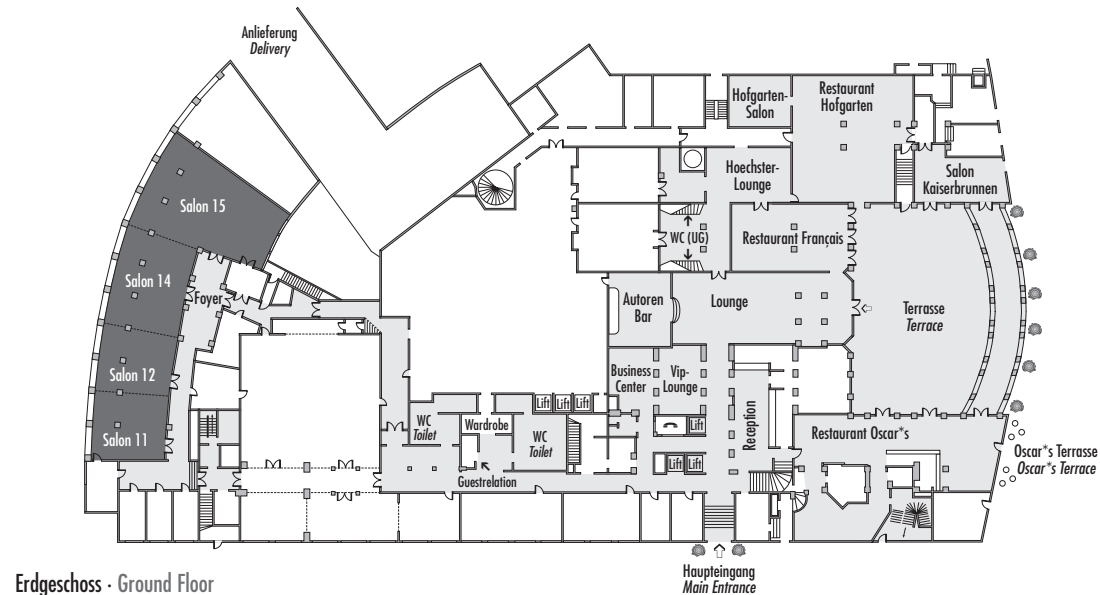 Anlieferung
Delivery
Hofgarten-
Salon
Restaurant
Hofgarten
Hoechster-
Lounge
Salon
Kaiserbrunnen
Salon 15
WC (UG)
Restaurant Français
Salon 14
Foyer
Autoren
Bar
Lounge
Terrasse
Terrace
Salon 12
Business
Center
Vip-
Lounge
Reception
Salon 11
WC
Toilet
Wardrobe
Lift
Lift
Lift
WC
Toilet
Guestrelation
Lift
Lift
Lift
Restaurant Oscar*s
Oscar*s Terrasse
Oscar*s Terrace
Haupteingang
Main Entrance
Erdgeschoss · Ground Floor